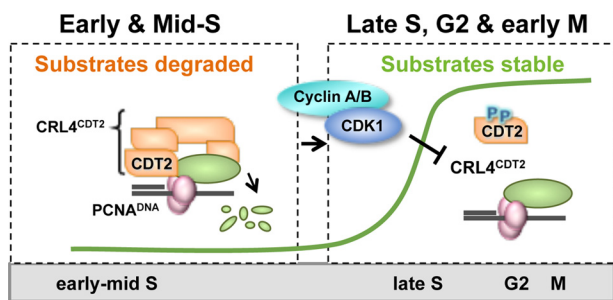 Early & Mid-S
Late S, G2 & early M
Substrates degraded
Substrates stable
Cyclin A/B
CDK1
CRL4CDT2
CDT2
PCNADNA
PP
CDT2
CRL4CDT2
early-mid S
late S
G2
M